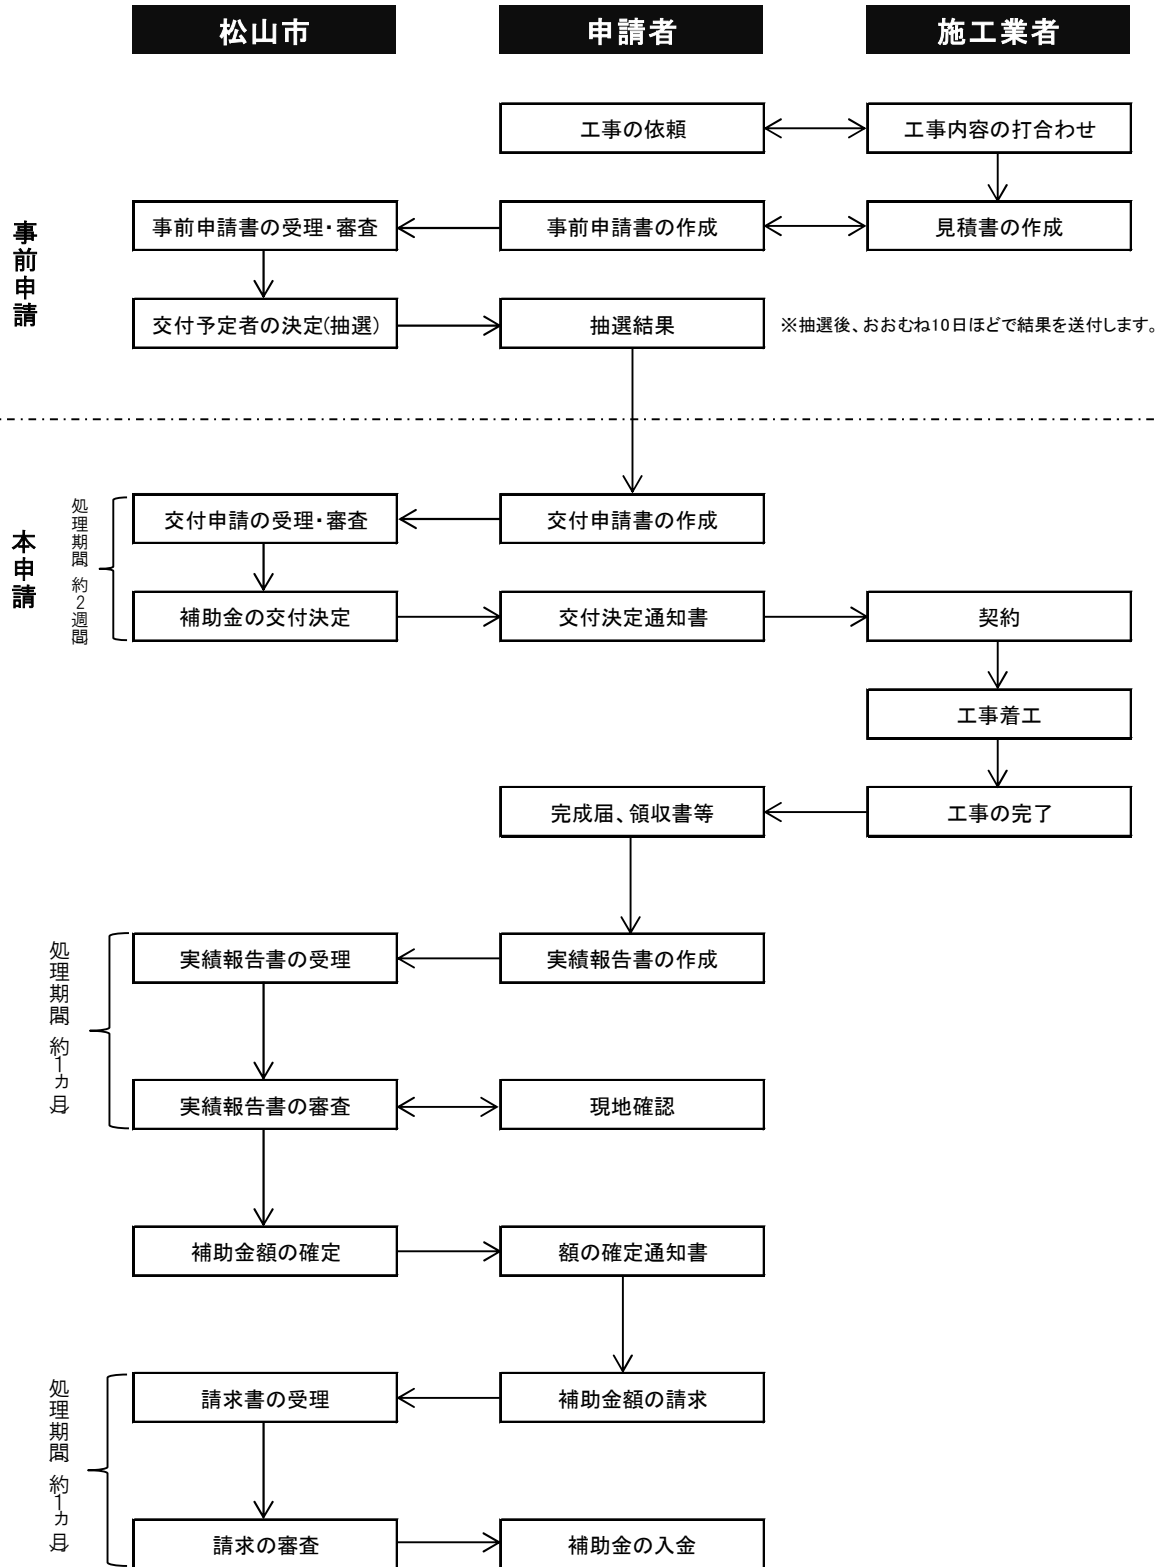 松山市
申請者
施工業者
工事の依頼
工事内容の打合わせ
事前申請
事前申請書の受理・審査
事前申請書の作成
見積書の作成
交付予定者の決定(抽選)
抽選結果
※抽選後、おおむね10日ほどで結果を送付します。
本申請
処理期間、約2週間
交付申請の受理・審査
交付申請書の作成
補助金の交付決定
交付決定通知書
契約
工事着工
完成届、領収書等
工事の完了
処理期間、約1ヵ月
実績報告書の受理
実績報告書の作成
実績報告書の審査
現地確認
補助金額の確定
額の確定通知書
処理期間、約1ヵ月
請求書の受理
補助金額の請求
請求の審査
補助金の入金